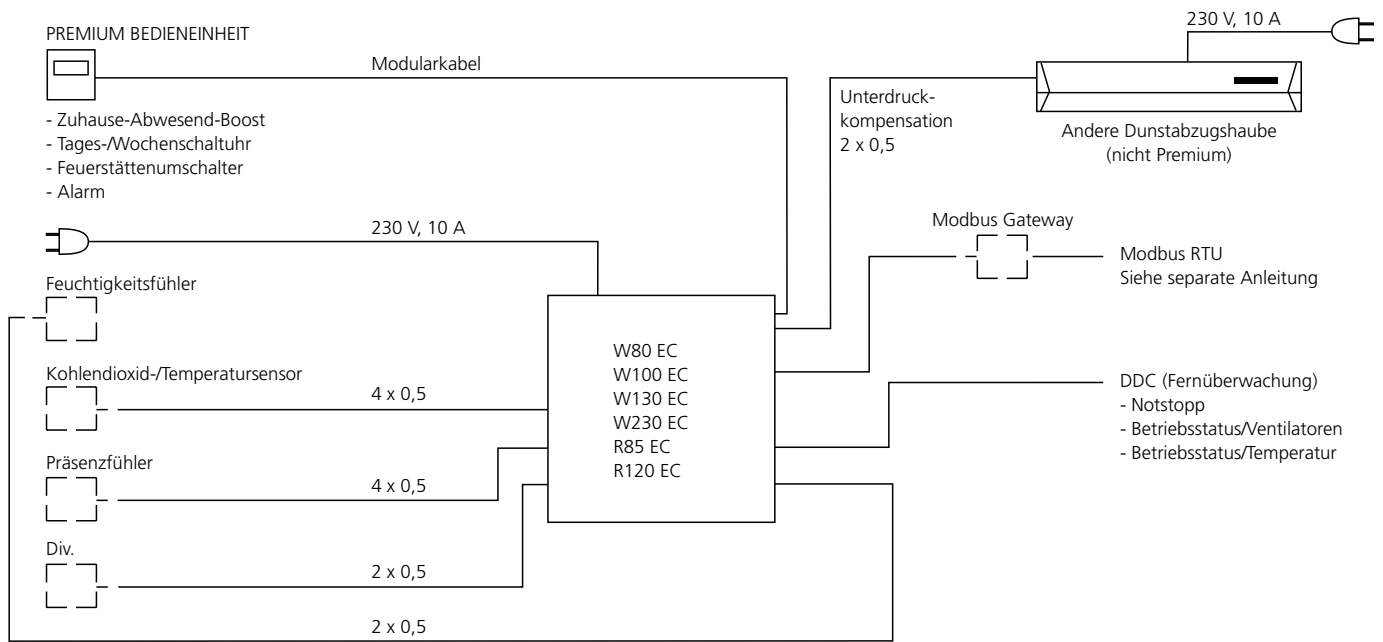 230 V, 10 A
PREMIUM BEDIENEINHEIT
Modularkabel
Unterdruck-
kompensation
2 x 0,5
Andere Dunstabzugshaube
(nicht Premium)
- Zuhause-Abwesend-Boost
- Tages-/Wochenschaltuhr
- Feuerstättenumschalter
- Alarm
230 V, 10 A
Modbus Gateway
Modbus RTU
Siehe separate Anleitung
Feuchtigkeitsfühler
W80 EC
W100 EC
W130 EC
W230 EC
R85 EC
R120 EC
Kohlendioxid-/Temperatursensor
4 x 0,5
DDC (Fernüberwachung)
- Notstopp
- Betriebsstatus/Ventilatoren
- Betriebsstatus/Temperatur
Präsenzfühler
4 x 0,5
Div.
2 x 0,5
2 x 0,5